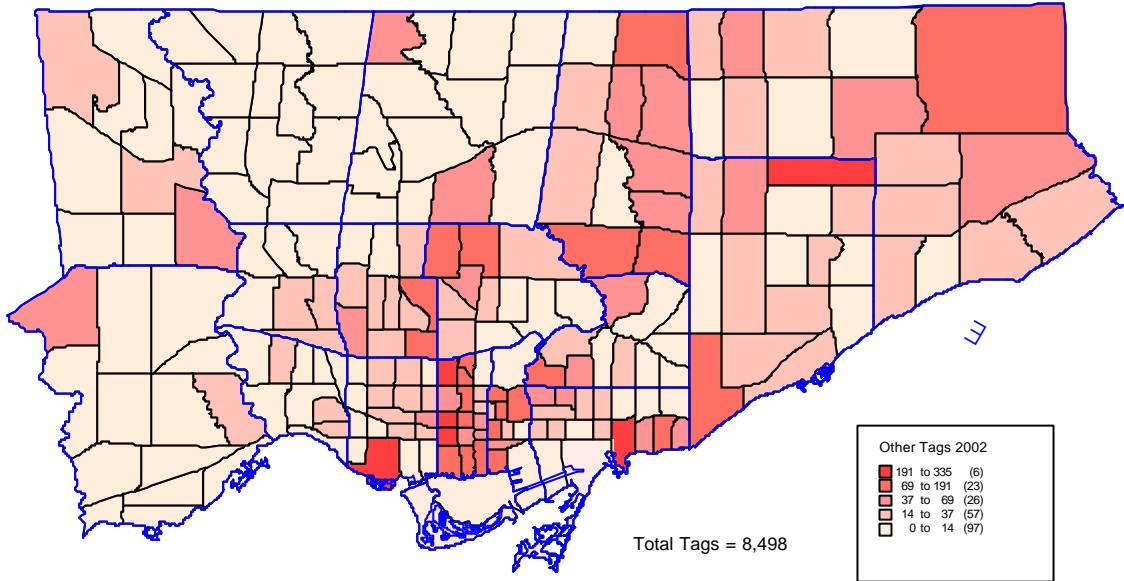 Other Tags 2002
191 to 335 (6)
69 to 191 (23)
37 to 69 (26)
14 to 37 (57)
0 to 14 (97)
Total Tags = 8,498